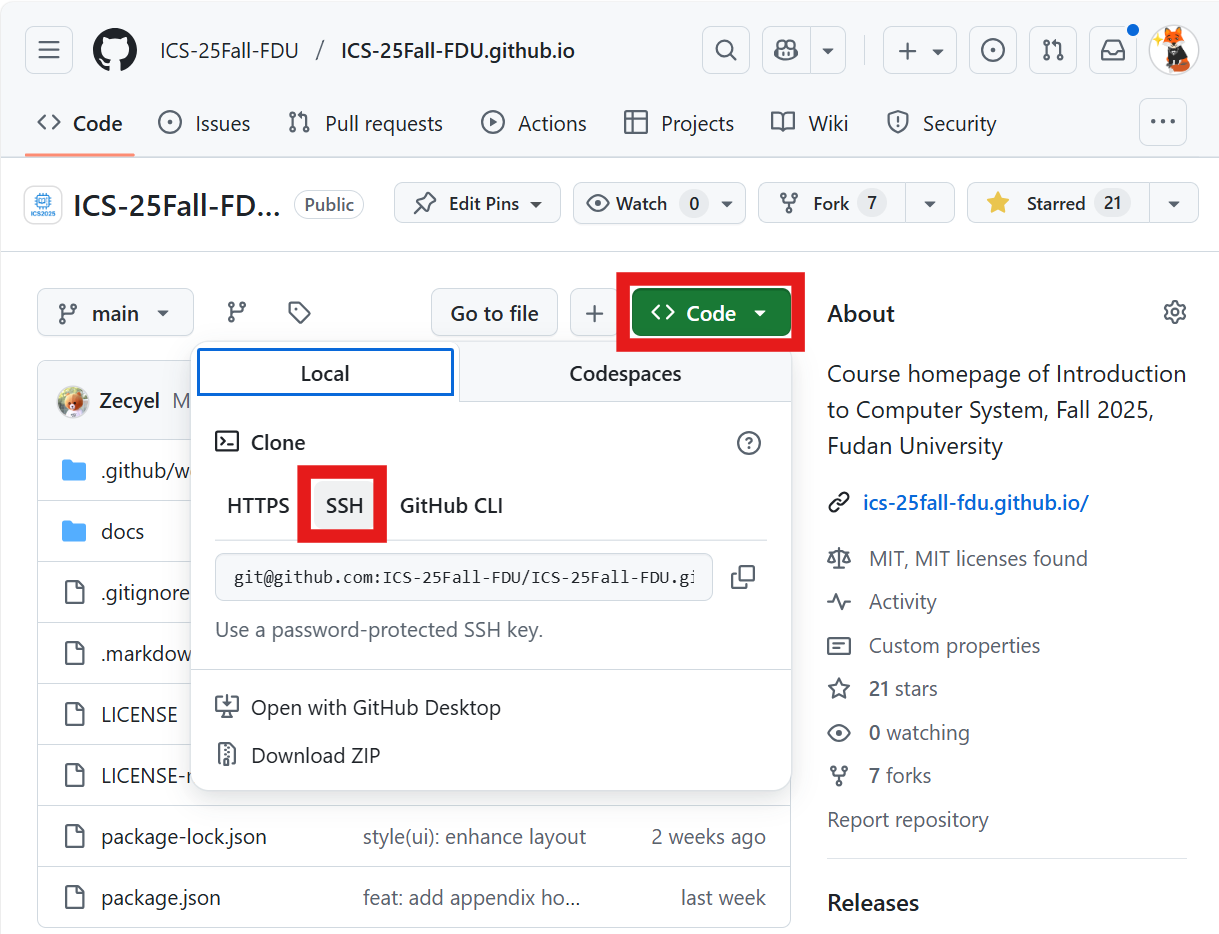 ICS-25Fall-FDU / ICS-25Fall-FDU.github.io
Code Issues Pull requests Actions Projects Wiki Security
ICS2025 ICS-25Fall-FD... Public Edit Pins Watch 0 Fork 7 Starred 21
main Go to file Code
Local Codespaces
Zecyel M
Clone
.github/wo
HTTPS SSH GitHub CLI
docs
git@github.com:ICS-25Fall-FDU/ICS-25Fall-FDU.gi
.gitignore
Use a password-protected SSH key.
.markdow
Open with GitHub Desktop
LICENSE
Download ZIP
LICENSE-r
package-lock.json style(ui): enhance layout 2 weeks ago
package.json feat: add appendix ho... last week
About
Course homepage of Introduction
to Computer System, Fall 2025,
Fudan University
ics-25fall-fdu.github.io/
MIT, MIT licenses found
Activity
Custom properties
21 stars
0 watching
7 forks
Report repository
Releases